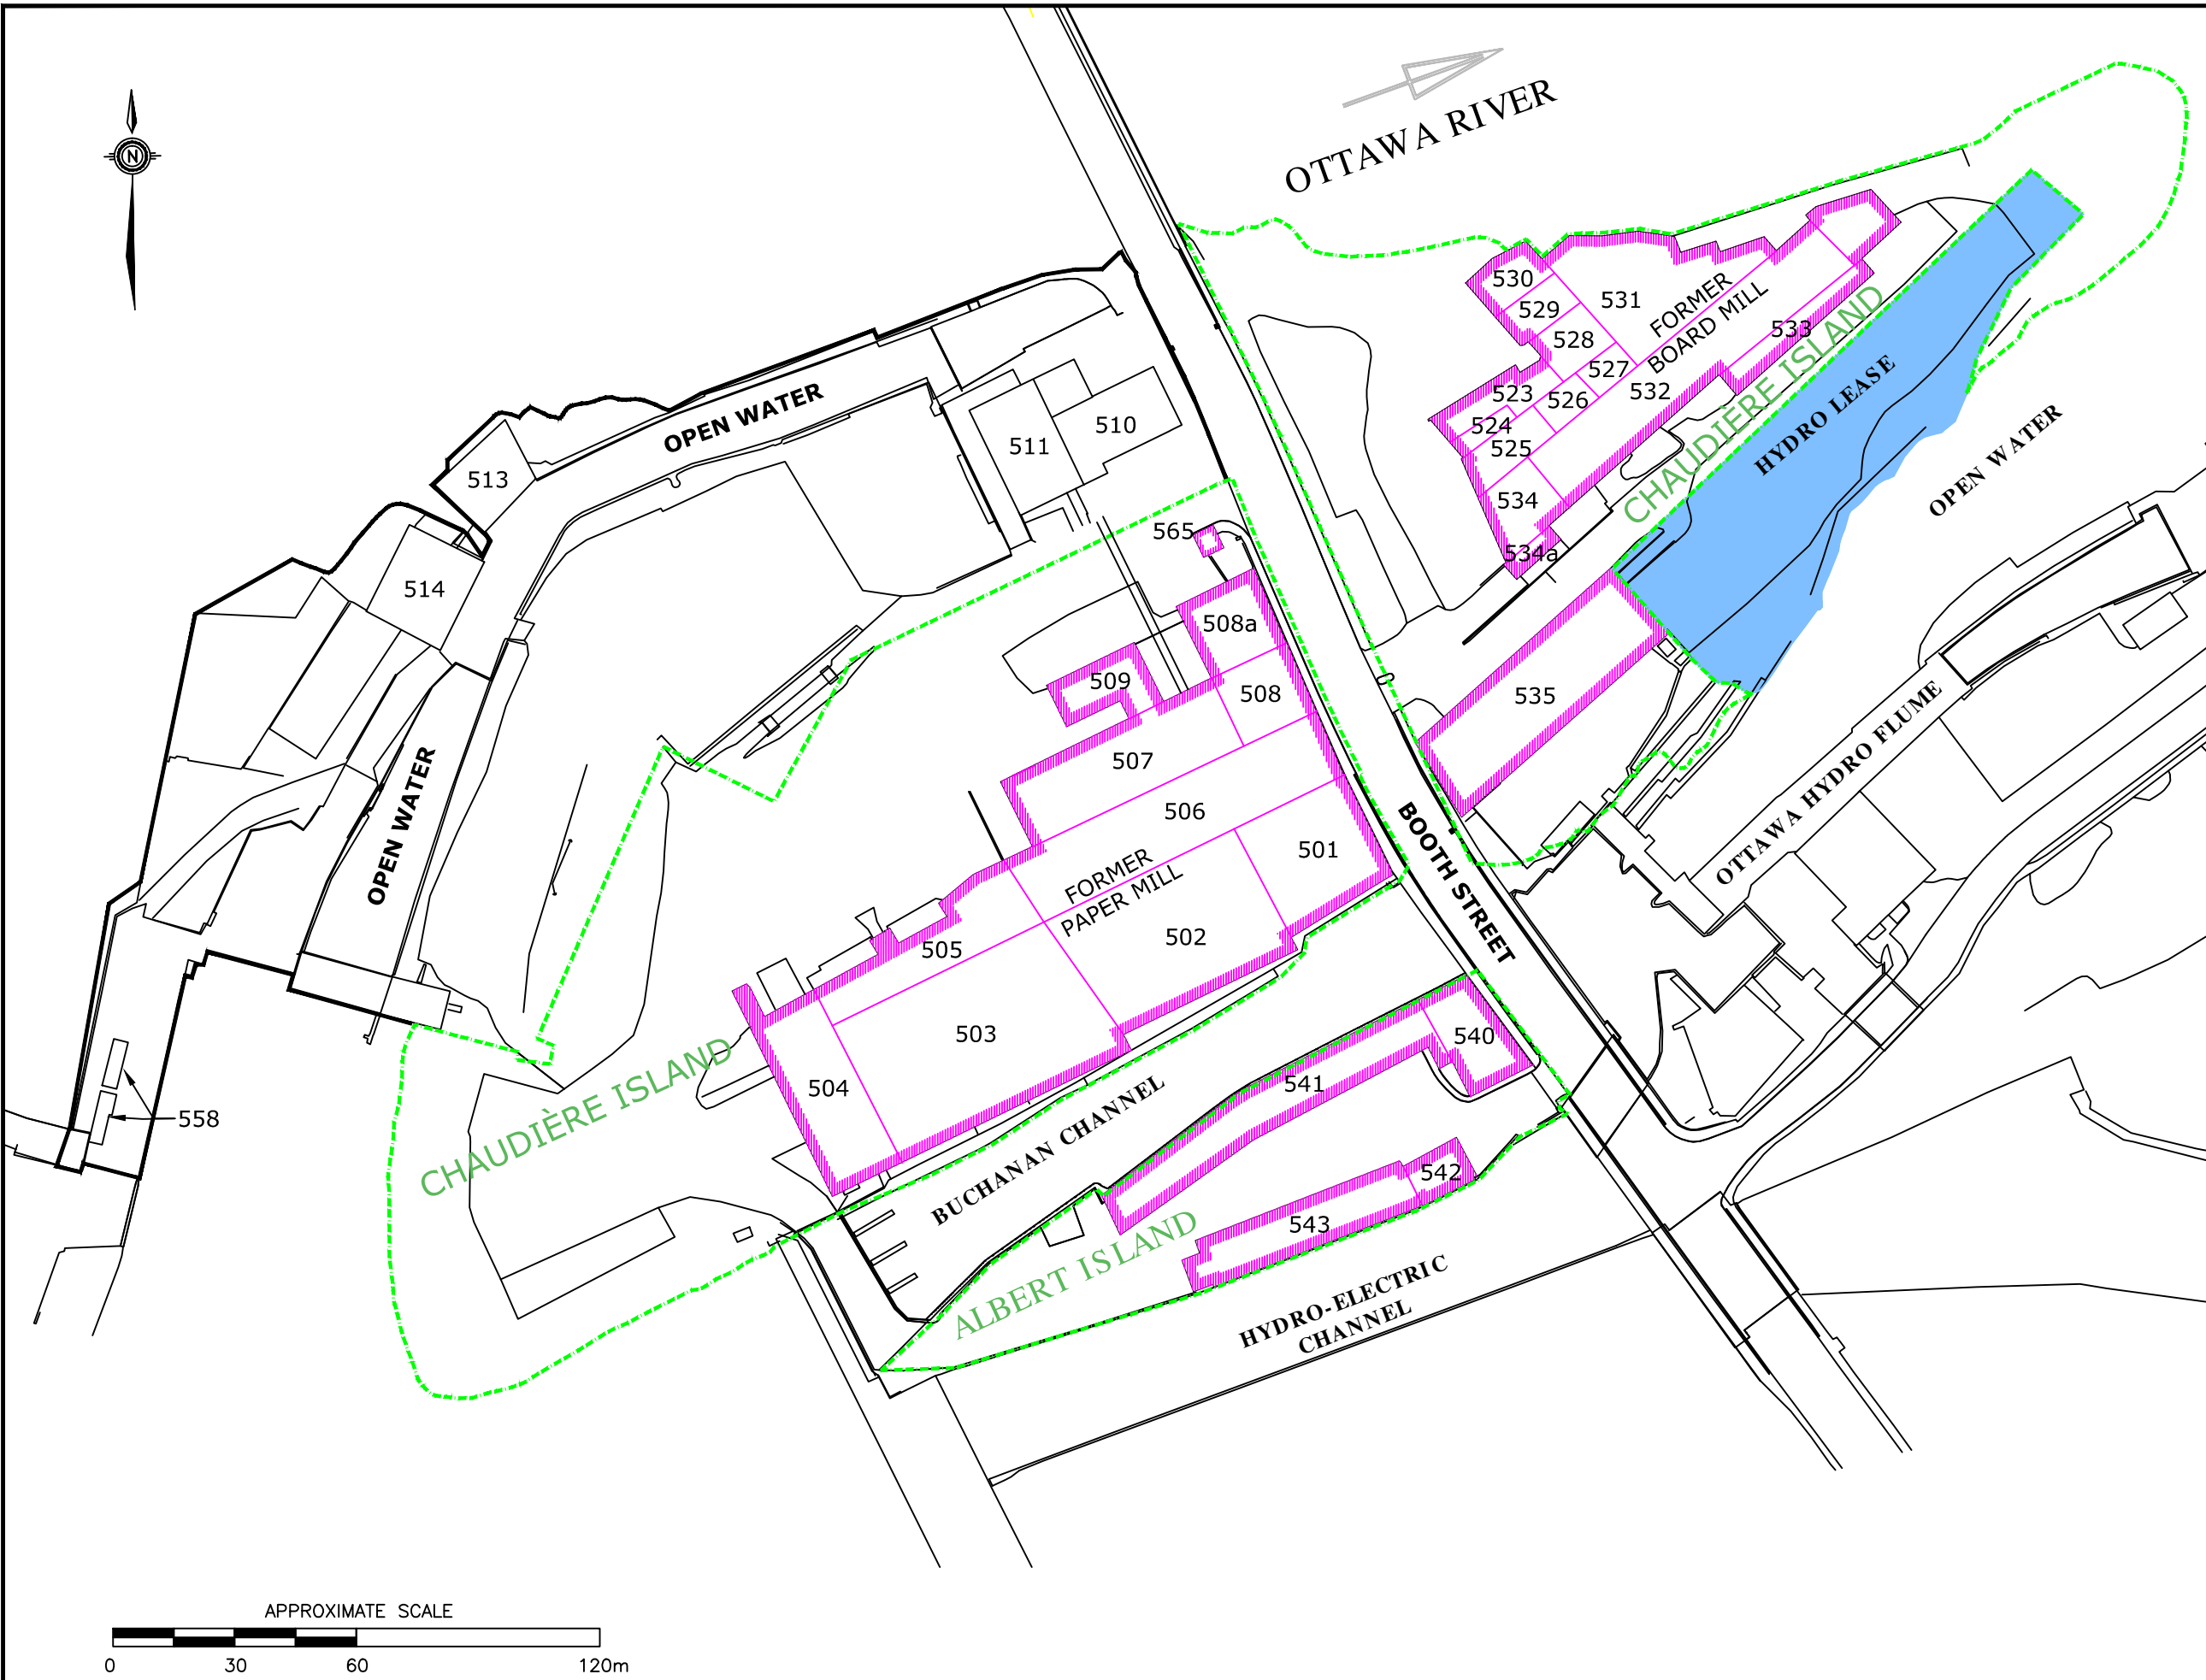 N
OTTAWA RIVER
530
529
531
528
527
526
523
524
525
532
533
534
534a
FORMER
BOARD MILL
CHAUDIÈRE ISLAND
HYDRO LEASE
OPEN WATER
OPEN WATER
513
514
511
510
565
508a
509
508
507
506
501
535
OPEN WATER
BOOTH STREET
OTTAWA HYDRO FLUME
FORMER
PAPER MILL
505
502
503
504
540
541
542
543
558
CHAUDIÈRE ISLAND
BUCHANAN CHANNEL
ALBERT ISLAND
HYDRO-ELECTRIC
CHANNEL
APPROXIMATE SCALE
0 30 60 120m